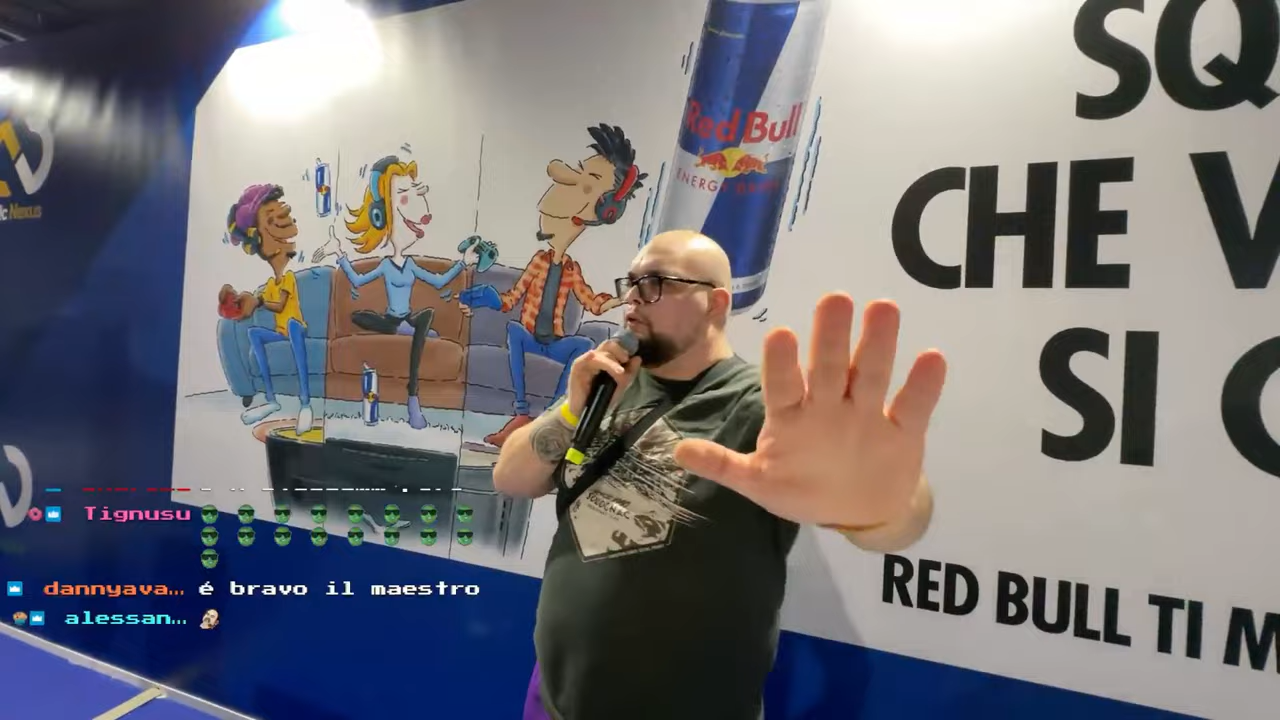 SQ
CHE V
SI
RED BULL TI M
Red Bull
ENERGY DRINK
Tignusu
dannyava... é bravo il maestro
alessan...